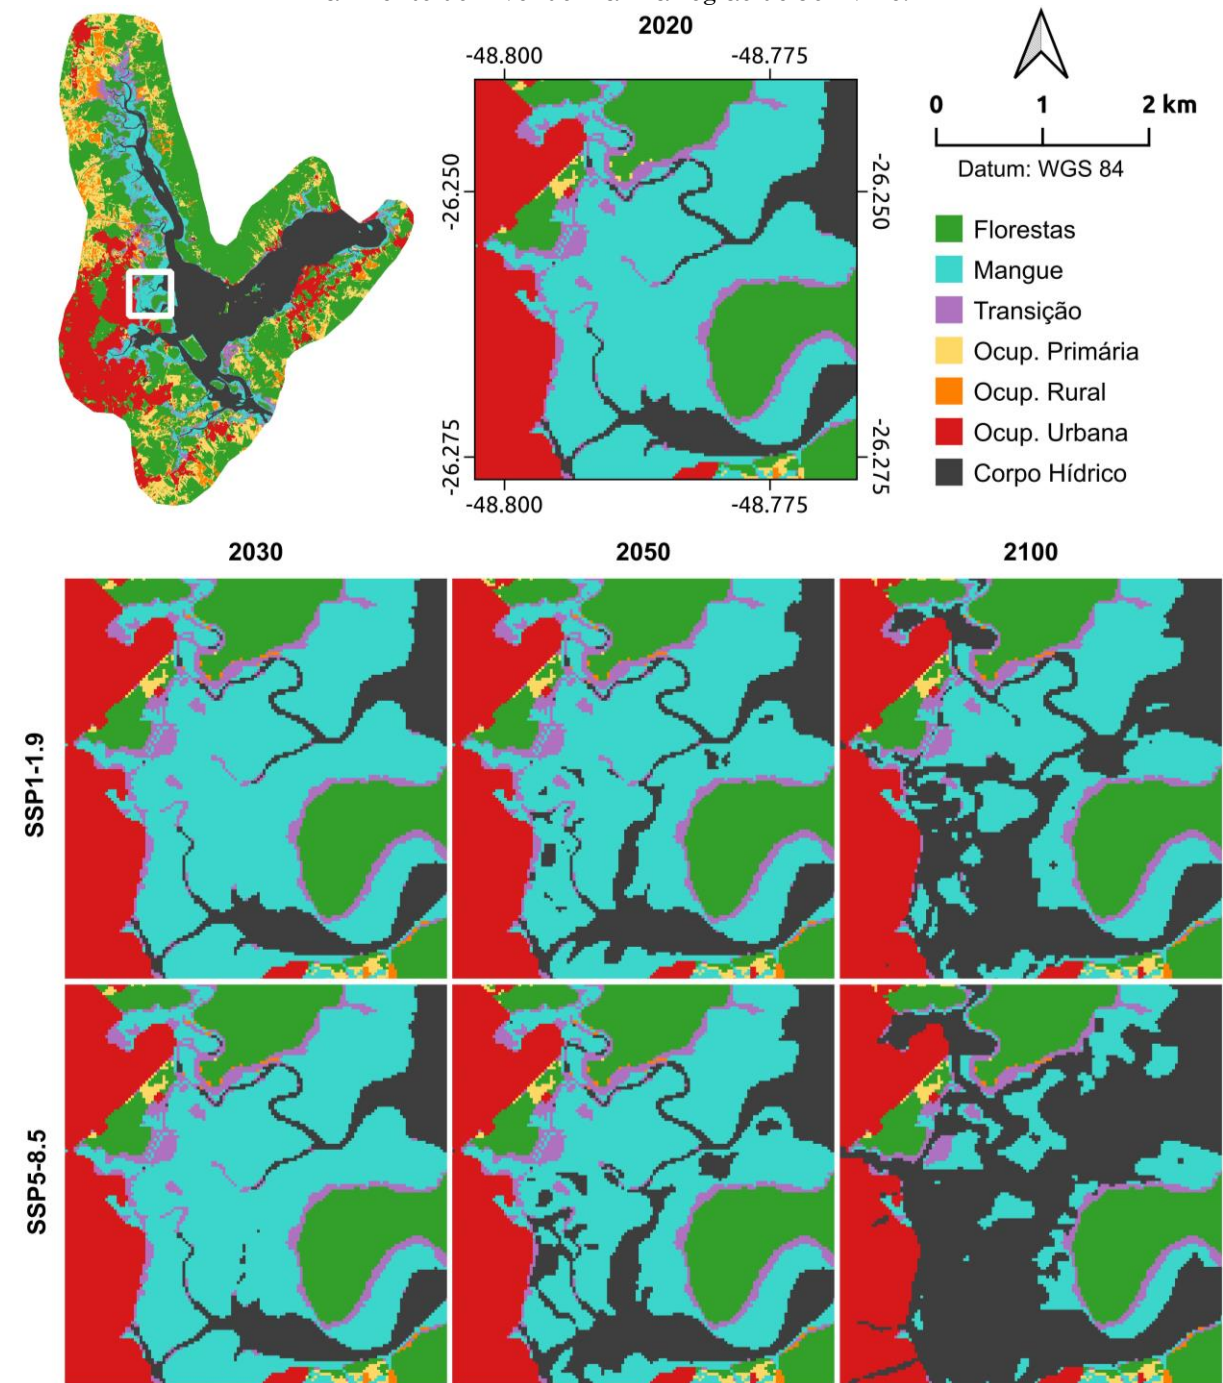 2020
-48.800 -48.775
-26.250
-26.250
-26.275
-26.275
-48.800 -48.775
0 1 2 km
Datum: WGS 84
Florestas
Mangue
Transição
Ocup. Primária
Ocup. Rural
Ocup. Urbana
Corpo Hídrico
2030 2050 2100
SSP1-1.9
SSP5-8.5